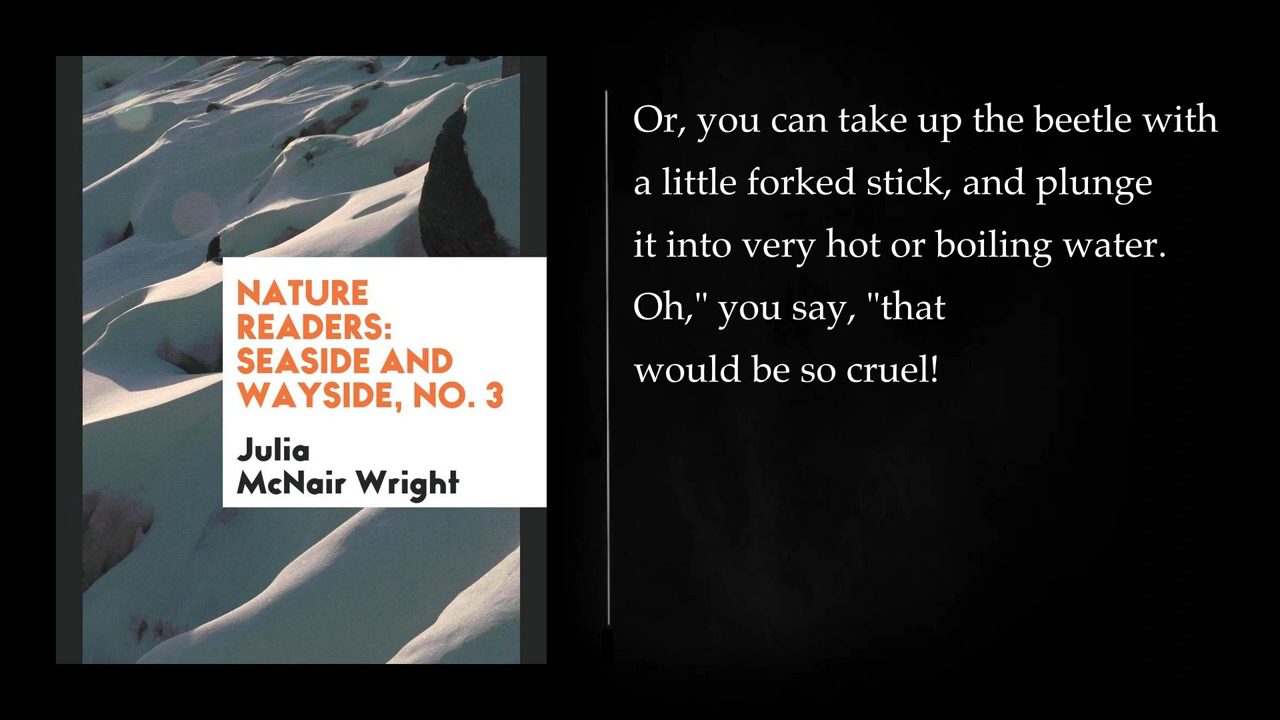 NATURE
READERS:
SEASIDE AND
WAYSIDE, NO. 3
Julia
McNair Wright
Or, you can take up the beetle with
a little forked stick, and plunge
it into very hot or boiling water.
Oh," you say, "that
would be so cruel!